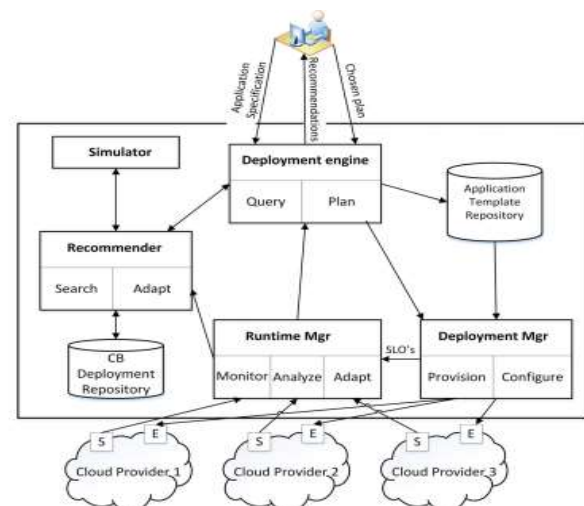 Application
Specification
Recommendations
Chosen plan
Simulator
Deployment engine
Query
Plan
Application
Template
Repository
Recommender
Search
Adapt
CB
Deployment
Repository
Runtime Mgr
Monitor
Analyze
Adapt
SLO's
Deployment Mgr
Provision
Configure
S
E
S
E
S
E
Cloud Provider 1
Cloud Provider 2
Cloud Provider 3